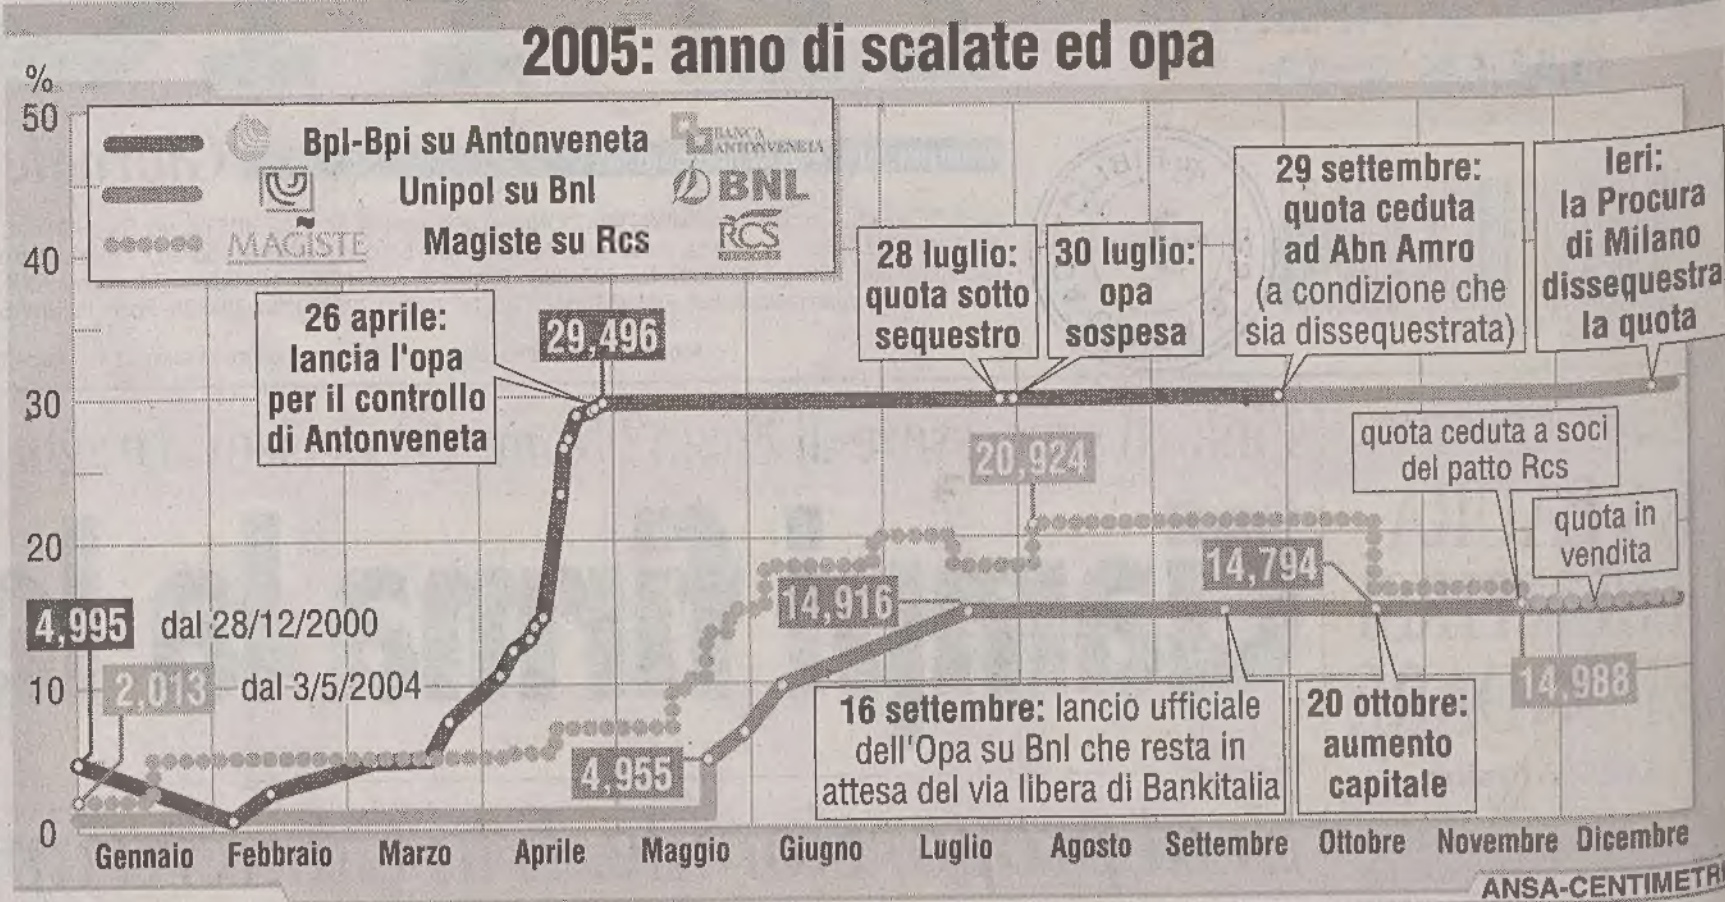 2005: anno di scalate ed opa
%
50
40
30
20
10
0
Bpl-Bpi su Antonveneta
BANCA
ANTONVENETA
Unipol su Bnl
BNL
MAGISTE
Magiste su Rcs
RCS
26 aprile:
lancia l'opa
per il controllo
di Antonveneta
29,496
28 luglio:
quota sotto
sequestro
30 luglio:
opa
sospesa
29 settembre:
quota ceduta
ad Abn Amro
(a condizione che
sia dissequestrata)
Ieri:
la Procura
di Milano
dissequestra
la quota
20,924
quota ceduta a soci
del patto Rcs
quota in
vendita
4,995 dal 28/12/2000
2,013 dal 3/5/2004
14,916
14,794
4,955
14,988
16 settembre: lancio ufficiale
dell'Opa su Bnl che resta in
attesa del via libera di Bankitalia
20 ottobre:
aumento
capitale
Gennaio Febbraio Marzo Aprile Maggio Giugno Luglio Agosto Settembre Ottobre Novembre Dicembre
ANSA-CENTIMETRI